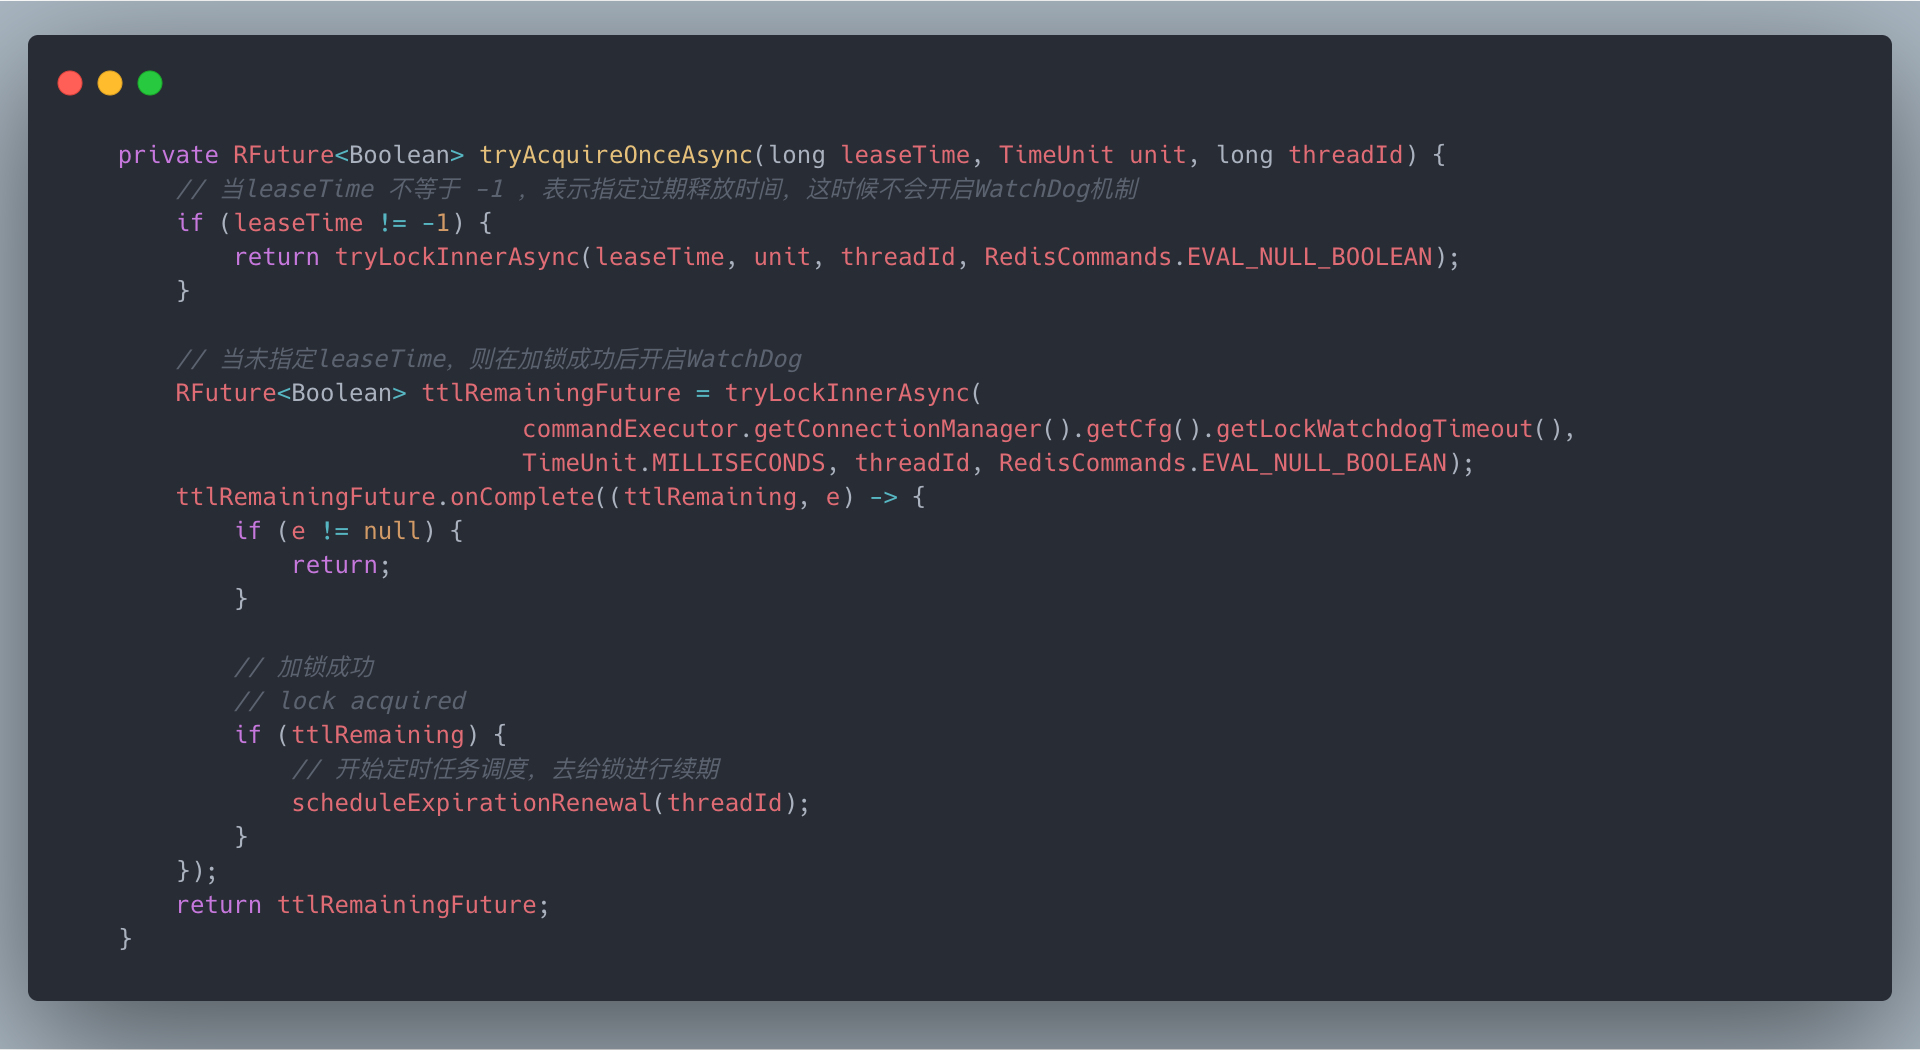 private RFuture<Boolean> tryAcquireOnceAsync(long leaseTime, TimeUnit unit, long threadId) {
    // 当leaseTime 不等于 -1 ，表示指定过期释放时间，这时候不会开启WatchDog机制
    if (leaseTime != -1) {
        return tryLockInnerAsync(leaseTime, unit, threadId, RedisCommands.EVAL_NULL_BOOLEAN);
    }

    // 当未指定leaseTime，则在加锁成功后开启WatchDog
    RFuture<Boolean> ttlRemainingFuture = tryLockInnerAsync(
                            commandExecutor.getConnectionManager().getCfg().getLockWatchdogTimeout(),
                            TimeUnit.MILLISECONDS, threadId, RedisCommands.EVAL_NULL_BOOLEAN);
    ttlRemainingFuture.onComplete((ttlRemaining, e) -> {
        if (e != null) {
            return;
        }

        // 加锁成功
        // lock acquired
        if (ttlRemaining) {
            // 开始定时任务调度，去给锁进行续期
            scheduleExpirationRenewal(threadId);
        }
    });
    return ttlRemainingFuture;
}